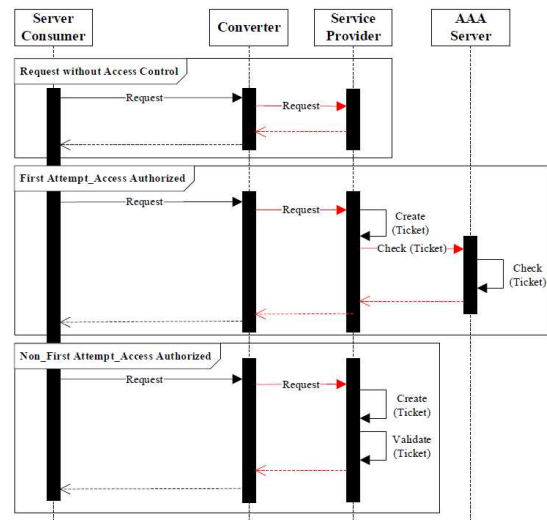 Server Consumer
Converter
Service Provider
AAA Server
Request without Access Control
Request
Request
First Attempt_Access Authorized
Request
Request
Create (Ticket)
Check (Ticket)
Check (Ticket)
Non_First Attempt_Access Authorized
Request
Request
Create (Ticket)
Validate (Ticket)